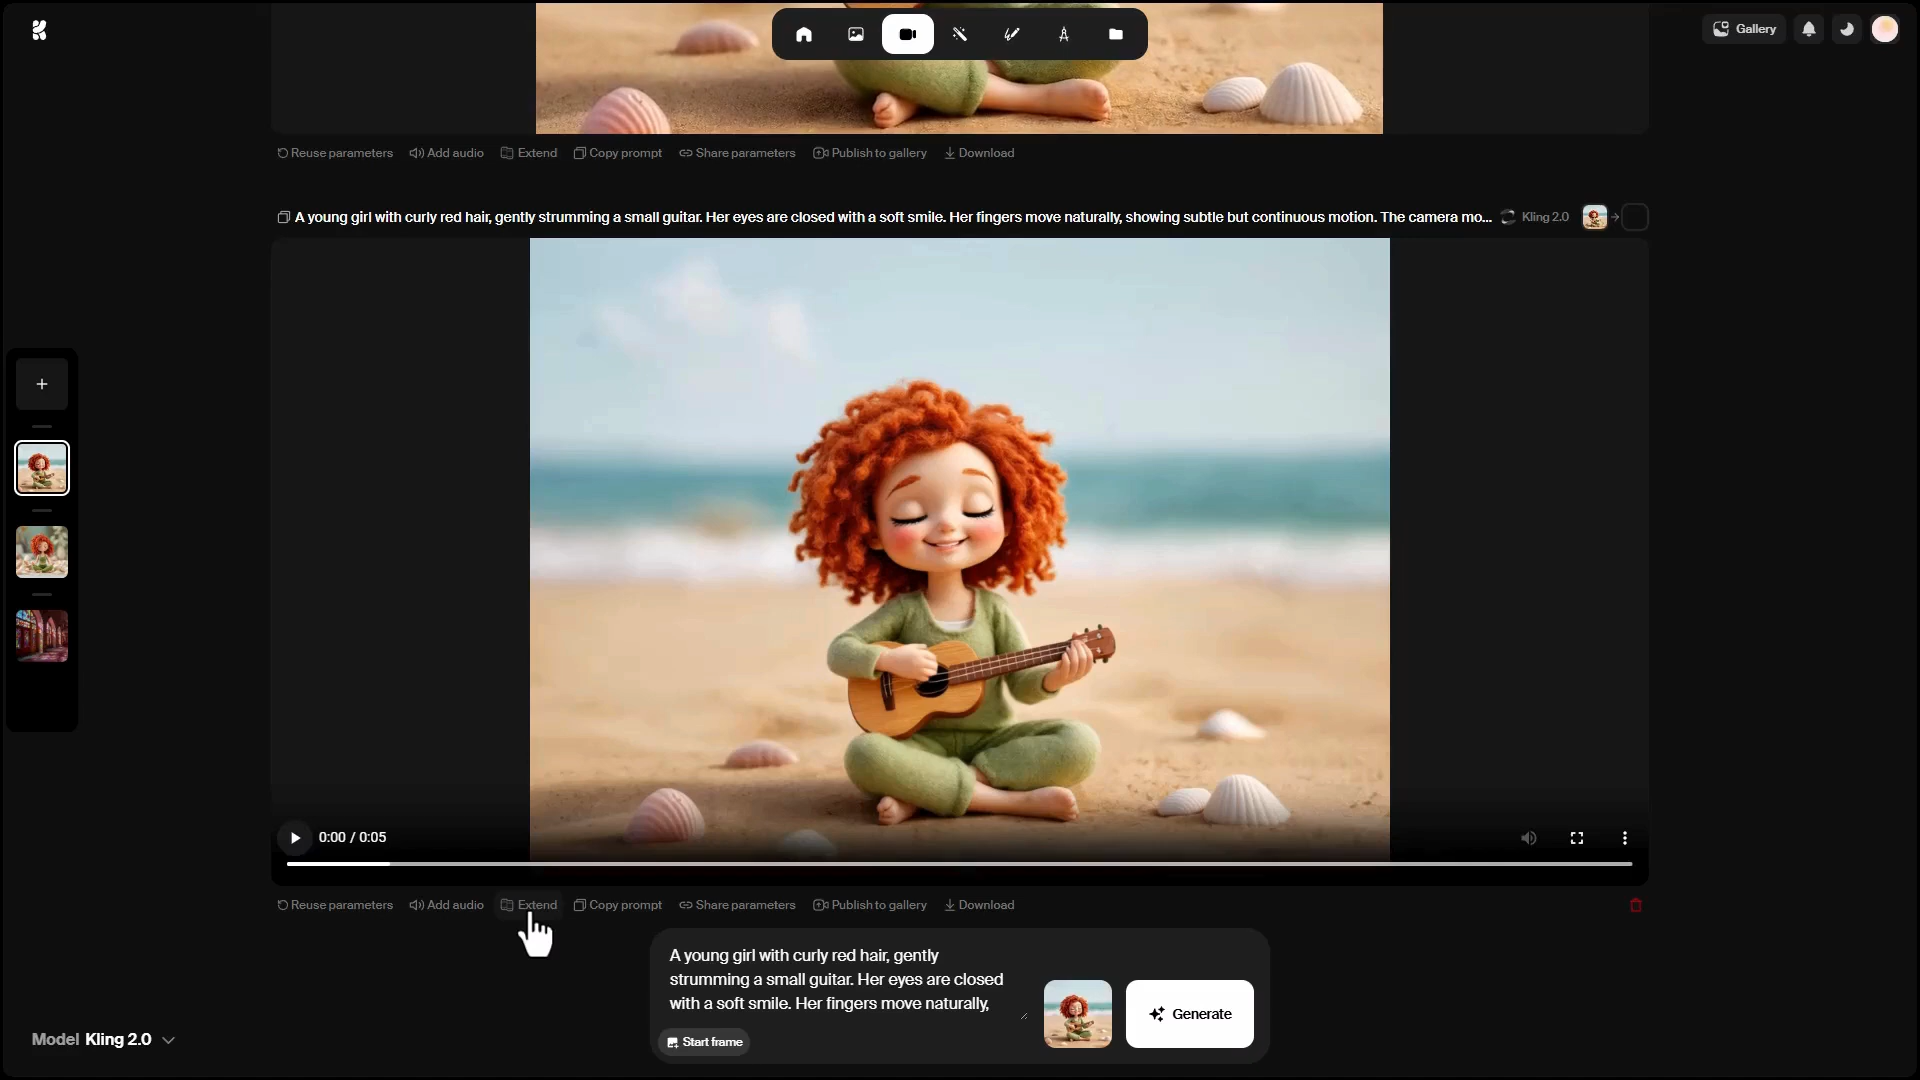 Gallery
Reuse parameters Add audio Extend Copy prompt Share parameters Publish to gallery Download
A young girl with curly red hair, gently strumming a small guitar. Her eyes are closed with a soft smile. Her fingers move naturally, showing subtle but continuous motion. The camera mo... Kling 2.0
0:00 / 0:05
Reuse parameters Add audio Extend Copy prompt Share parameters Publish to gallery Download
A young girl with curly red hair, gently
strumming a small guitar. Her eyes are closed
with a soft smile. Her fingers move naturally,
Generate
Start frame
Model Kling 2.0